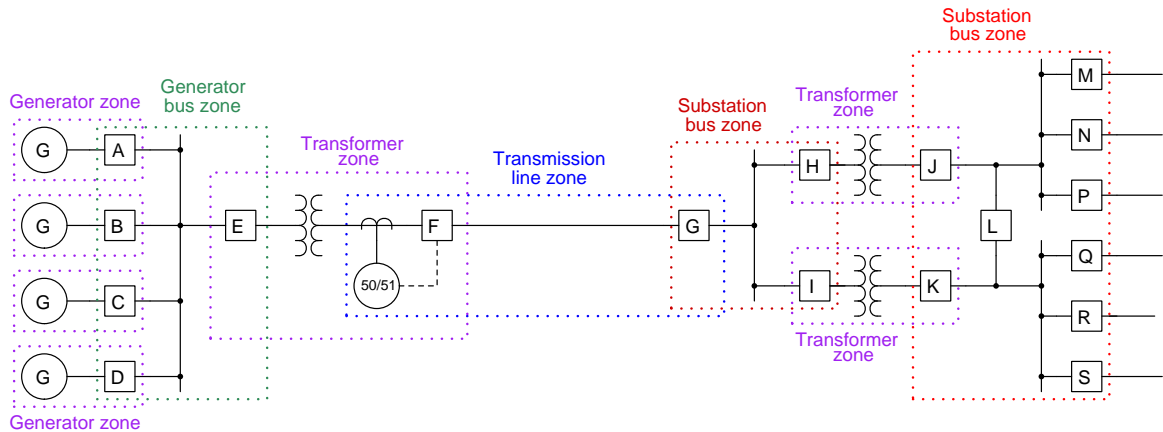 Substation
bus zone
Generator
bus zone
Generator zone
Transformer
zone
Transmission
line zone
Substation
bus zone
Transformer
zone
M
N
P
G
A
H
J
G
B
E
F
G
L
50/51
G
C
I
K
Q
R
G
D
S
Transformer
zone
Generator zone